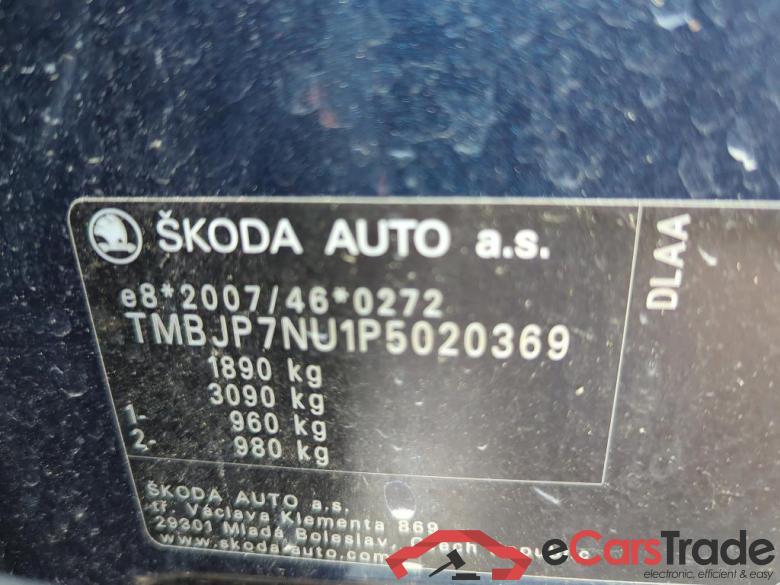 ŠKODA AUTO a.s.
DLAA
e8*2007/46*0272
TMBJP7NU1P5020369
1890 kg
3090 kg
1- 960 kg
2- 980 kg
ŠKODA AUTO a.s.
tř. Václava Klementa 869
29301 Mladá Boleslav, Czech
www.skoda-auto.com
eCarsTrade
electronic, efficient & easy